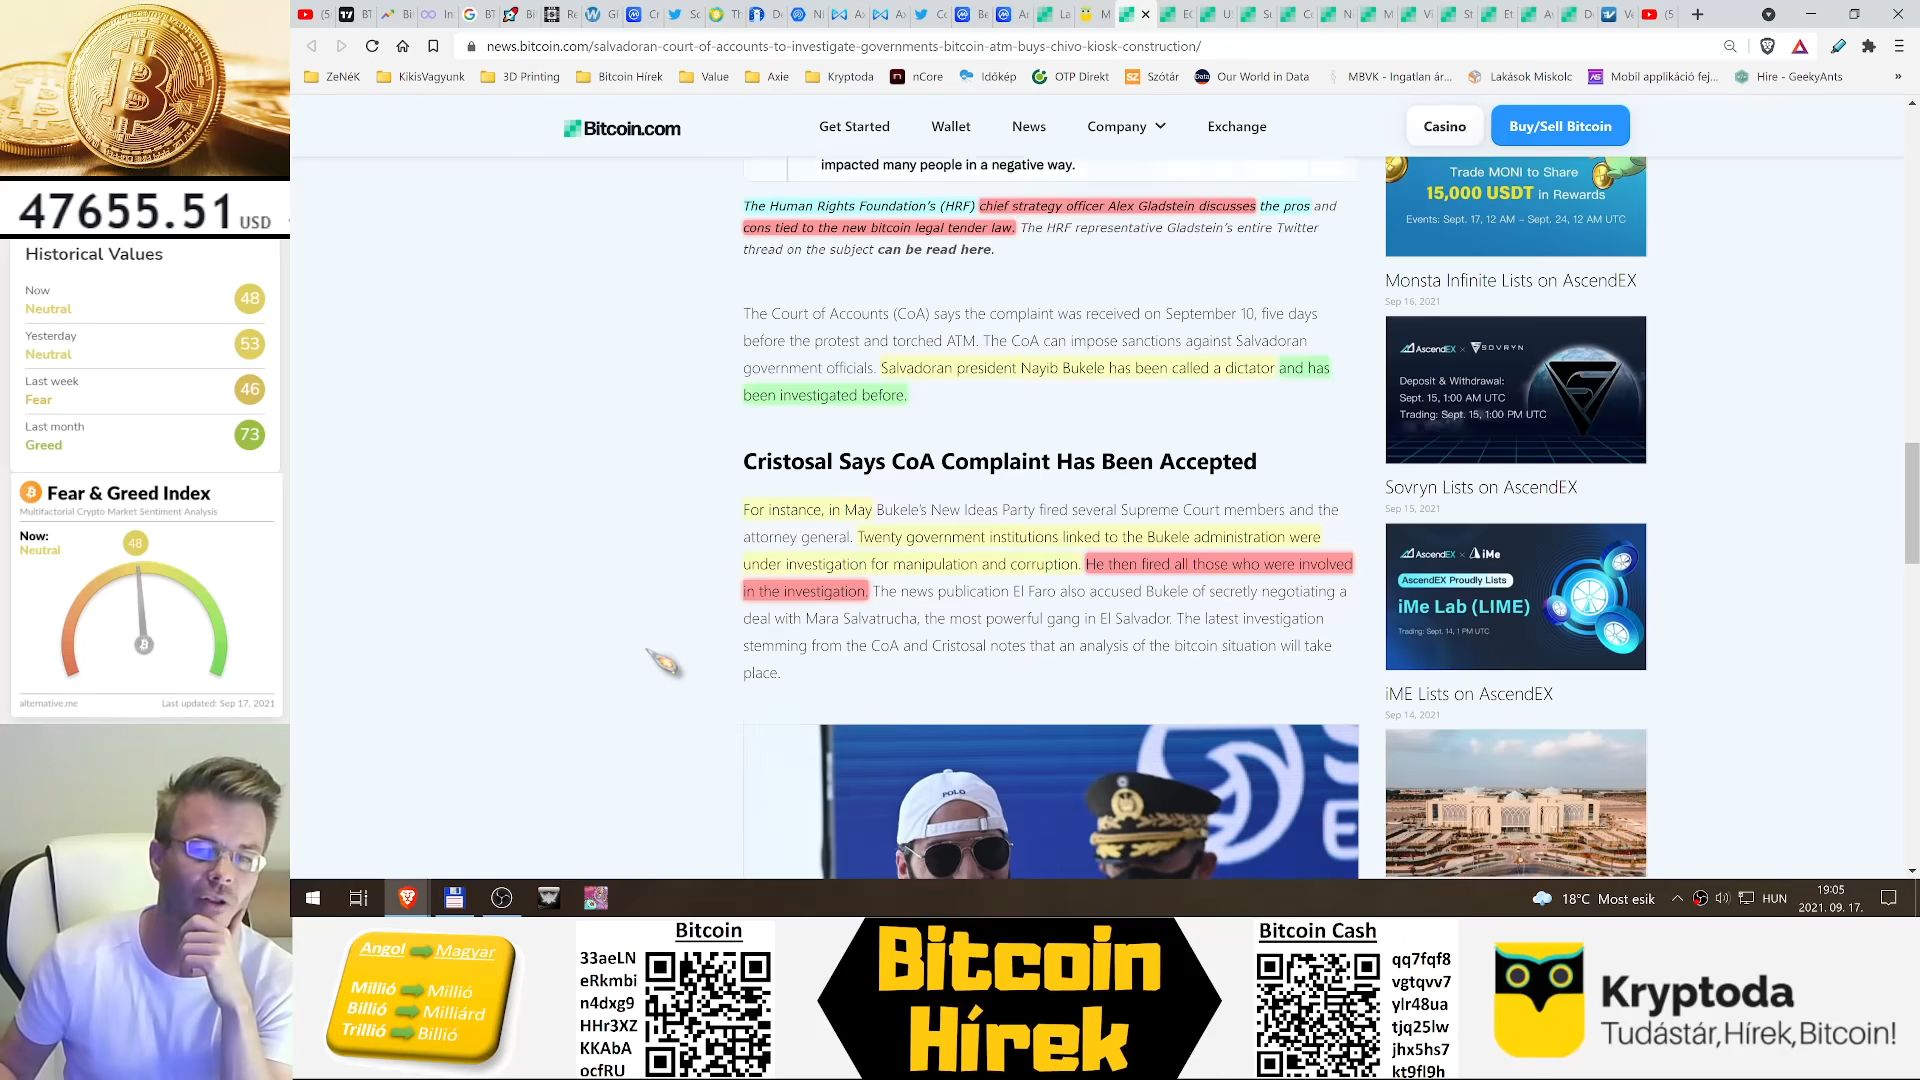 47655.51 USD
Historical Values
Now
Neutral
48
Yesterday
Neutral
53
Last week
Fear
46
Last month
Greed
73
Fear & Greed Index
Multifactorial Crypto Market Sentiment Analysis
Now:
Neutral
48
alternative.me
Last updated: Sep 17, 2021
news.bitcoin.com/salvadoran-court-of-accounts-to-investigate-governments-bitcoin-atm-buys-chivo-kiosk-construction/
ZeNéK
KikisVagyunk
3D Printing
Bitcoin Hírek
Value
Axie
Kryptoda
nCore
Időkép
OTP Direkt
Szótár
Our World in Data
MBVK - Ingatlan ár...
Lakások Miskolc
Mobil applikáció fej...
Hire - GeekyAnts
Bitcoin.com
Get Started
Wallet
News
Company
Exchange
Casino
Buy/Sell Bitcoin
impacted many people in a negative way.
The Human Rights Foundation's (HRF) chief strategy officer Alex Gladstein discusses the pros and
cons tied to the new bitcoin legal tender law. The HRF representative Gladstein's entire Twitter
thread on the subject can be read here.
The Court of Accounts (CoA) says the complaint was received on September 10, five days
before the protest and torched ATM. The CoA can impose sanctions against Salvadoran
government officials. Salvadoran president Nayib Bukele has been called a dictator and has
been investigated before.
Cristosal Says CoA Complaint Has Been Accepted
For instance, in May Bukele's New Ideas Party fired several Supreme Court members and the
attorney general. Twenty government institutions linked to the Bukele administration were
under investigation for manipulation and corruption. He then fired all those who were involved
in the investigation. The news publication El Faro also accused Bukele of secretly negotiating a
deal with Mara Salvatrucha, the most powerful gang in El Salvador. The latest investigation
stemming from the CoA and Cristosal notes that an analysis of the bitcoin situation will take
place.
POLO
Trade MONI to Share
15,000 USDT in Rewards
Events: Sept. 17, 12 AM – Sept. 24, 12 AM UTC
Monsta Infinite Lists on AscendEX
Sep 16, 2021
AscendEX × SOVRYN
Deposit & Withdrawal:
Sept. 15, 1:00 AM UTC
Trading: Sept. 15, 1:00 PM UTC
Sovryn Lists on AscendEX
Sep 15, 2021
AscendEX × iMe
AscendEX Proudly Lists
iMe Lab (LIME)
Trading: Sept. 14, 1 PM UTC
iME Lists on AscendEX
Sep 14, 2021
18°C Most esik
HUN
19:05
2021. 09. 17.
Angol Magyar
Millió Millió
Billió Milliárd
Trillió Billió
Bitcoin
33aeLN
eRkmbi
n4dxg9
HHr3XZ
KKAbA
ocfRU
Bitcoin
Hírek
Bitcoin Cash
qq7fqf8
vgtqvv7
ylr48ua
tjq25lw
jhx5hs7
kt9fl9h
Kryptoda
Tudástár,Hírek,Bitcoin!